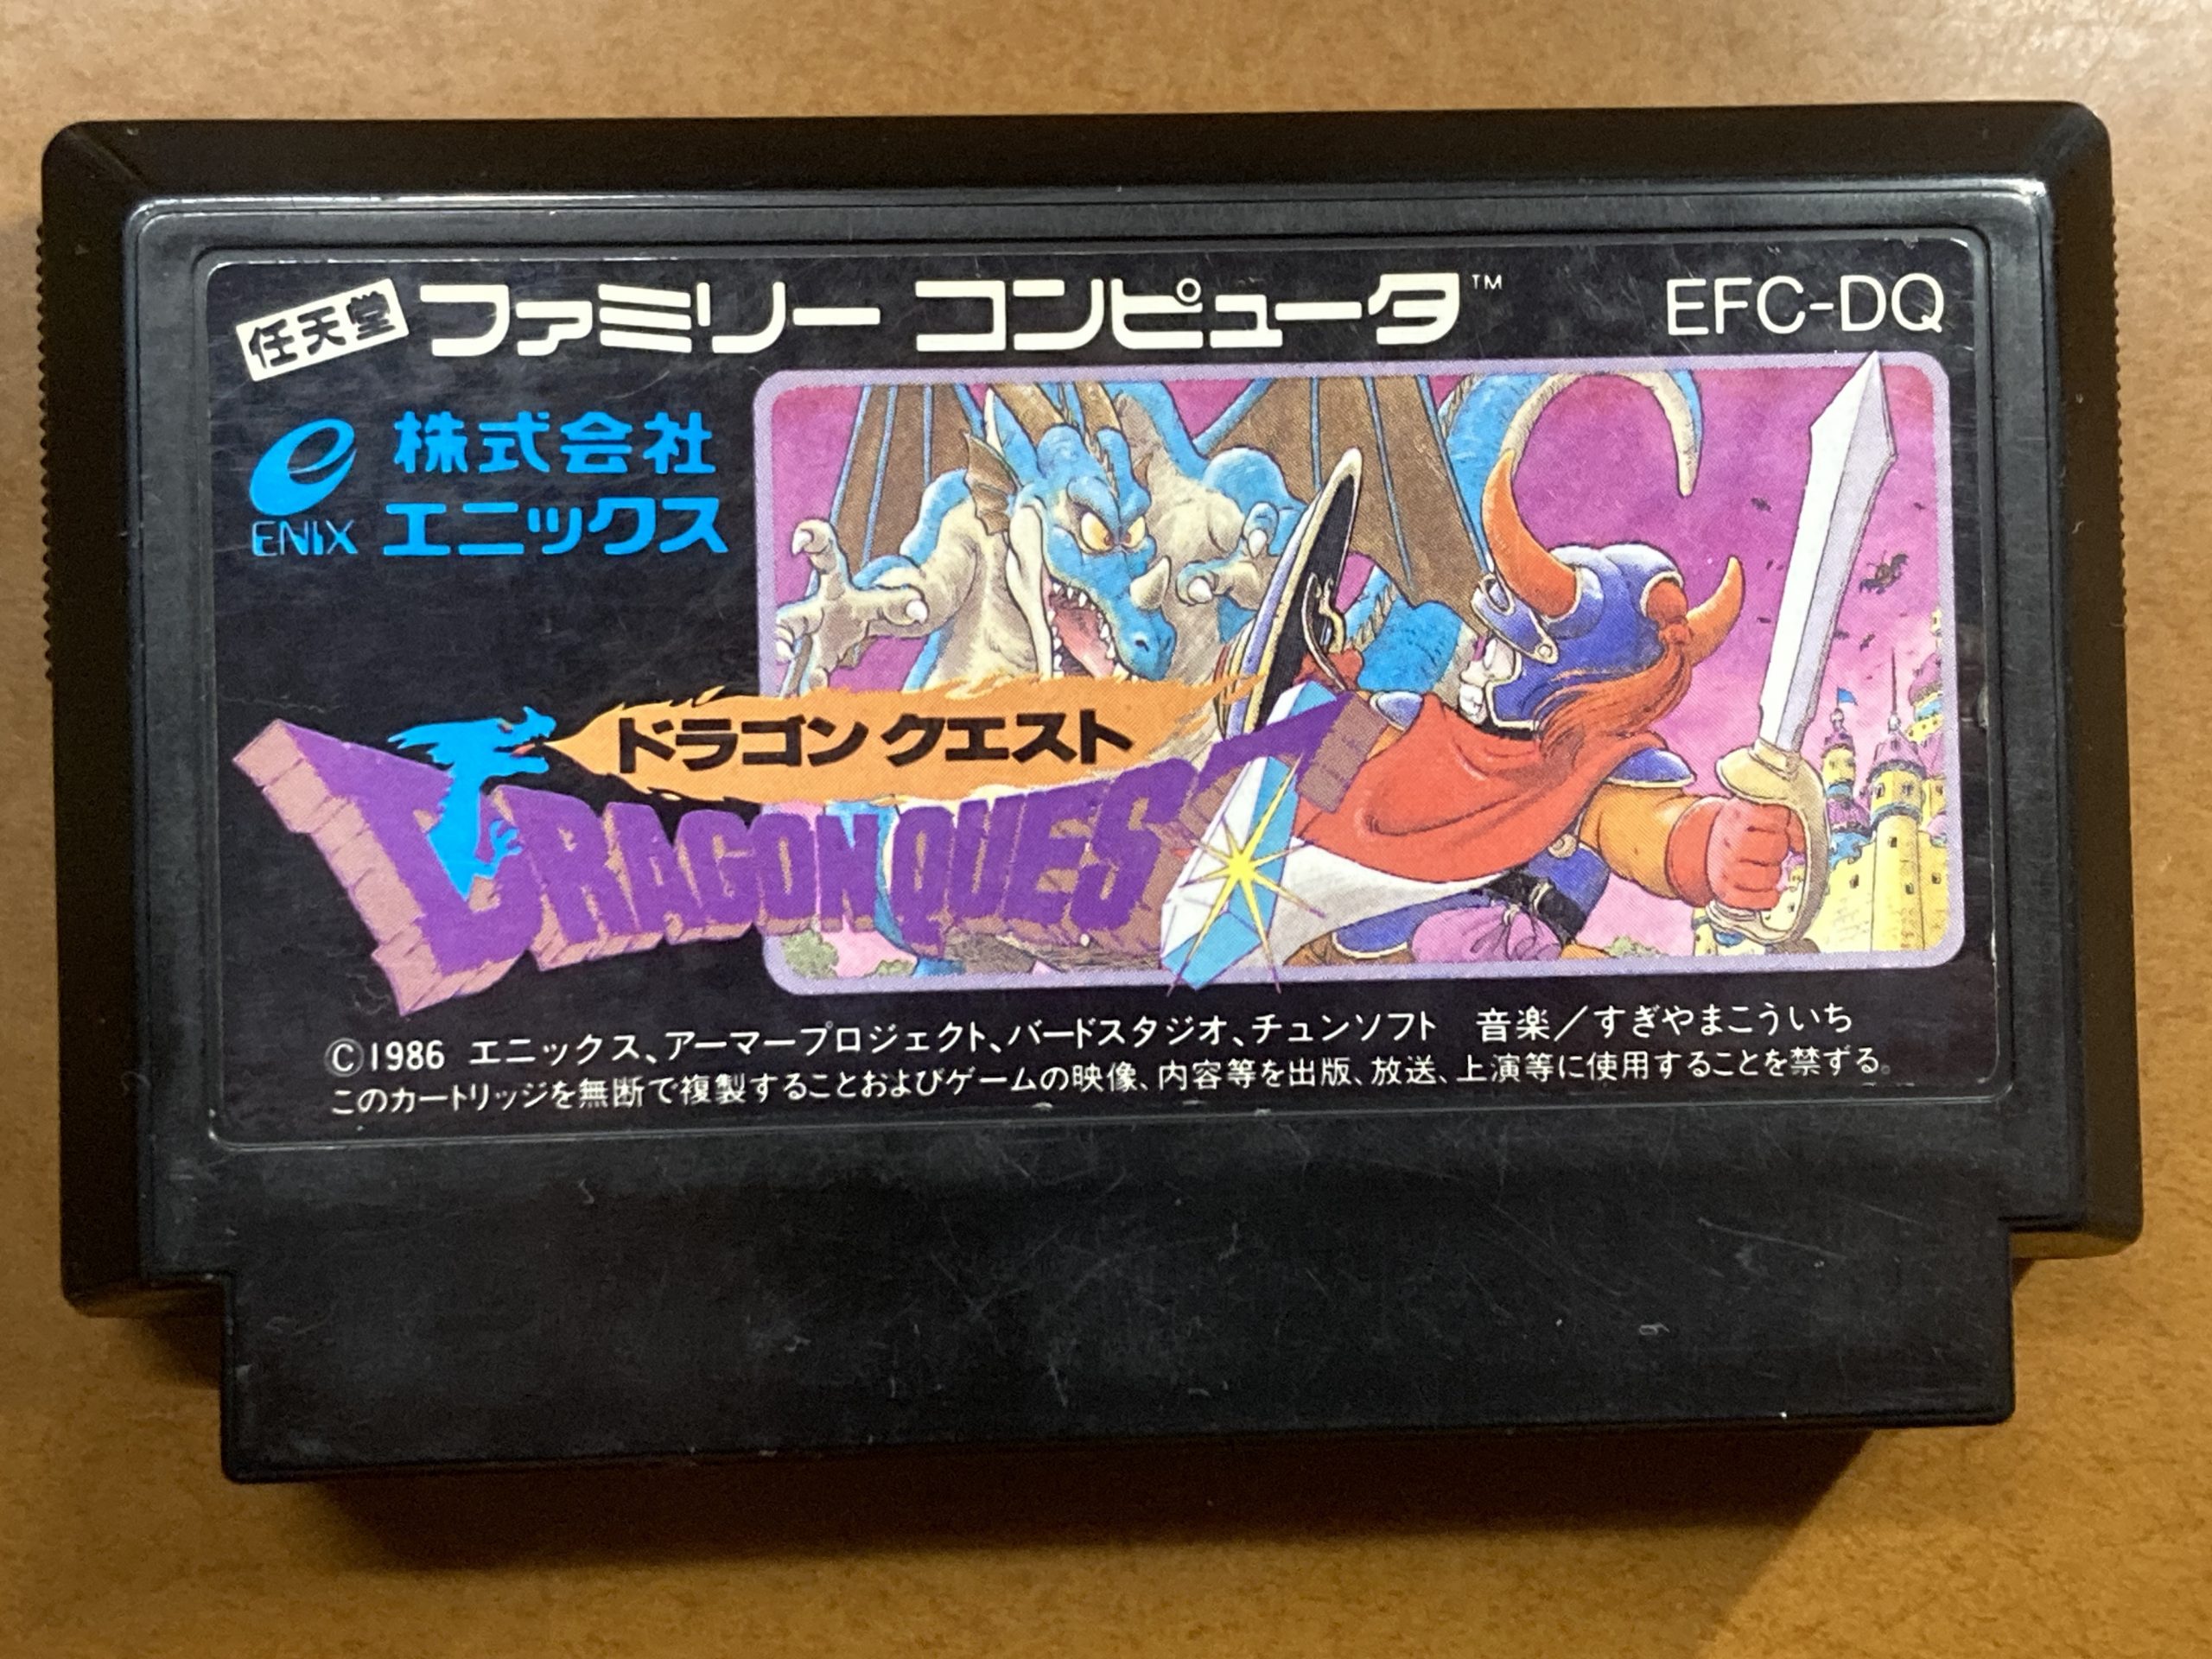 任天堂 ファミリー コンピュータ™ EFC-DQ
株式会社
エニックス
ENIX
ドラゴンクエスト
DRAGON QUEST
©1986 エニックス、アーマープロジェクト、バードスタジオ、チュンソフト 音楽／すぎやまこういち
このカートリッジを無断で複製することおよびゲームの映像、内容等を出版、放送、上演等に使用することを禁ずる。